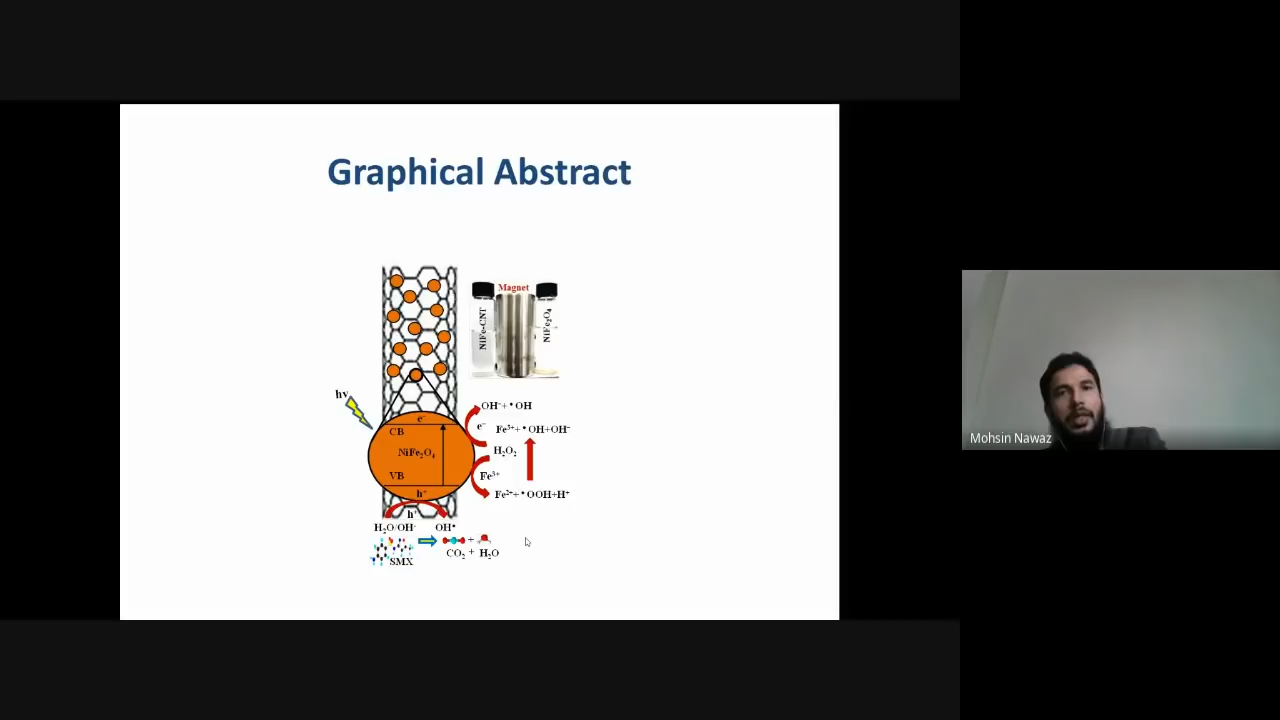 Graphical Abstract
Magnet
NiFe-CNT
NiFe₂O₄
hv
OH⁻+ •OH
e⁻
CB
e⁻
Fe³⁺+ •OH+OH⁻
NiFe₂O₄
H₂O₂
VB
Fe³⁺
h⁺
Fe²⁺+ •OOH+H⁺
h⁺
H₂O/OH⁻
OH•
+
SMX
CO₂ + H₂O
Mohsin Nawaz